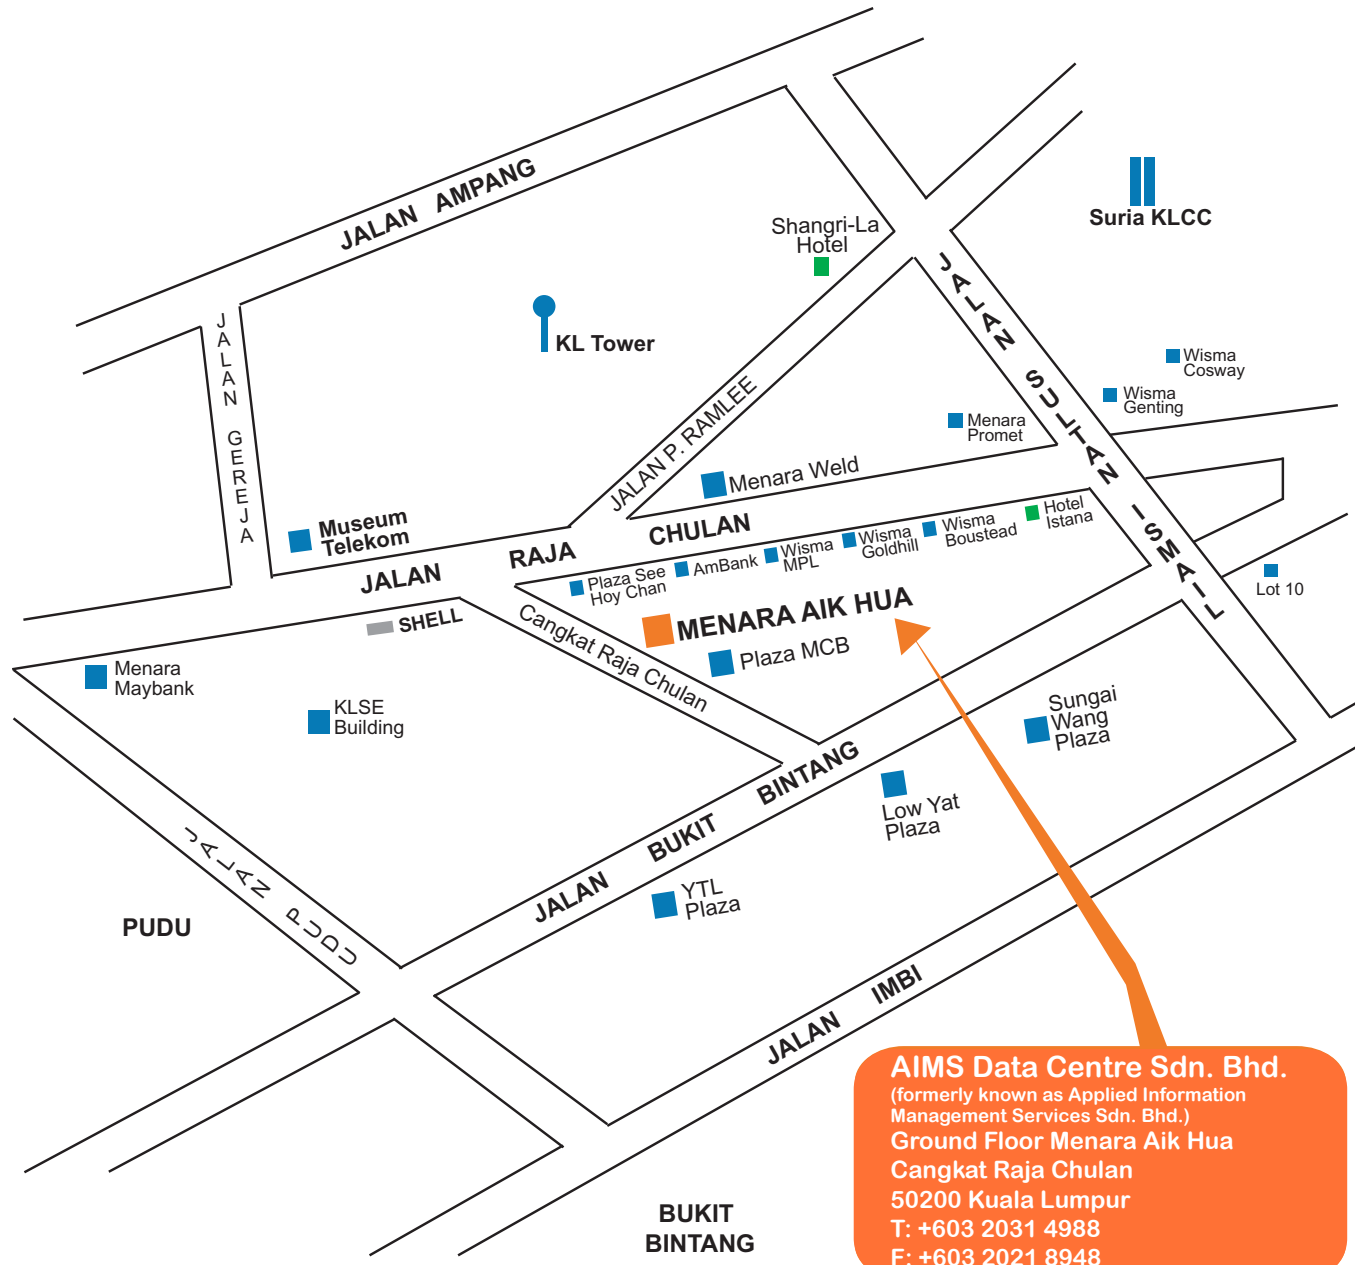 JALAN AMPANG
Suria KLCC
Shangri-La
Hotel
JALAN SULTAN ISMAIL
JALAN GEREJA
KL Tower
Wisma
Cosway
Wisma
Genting
JALAN P. RAMLEE
Menara
Promet
Menara Weld
Museum
Telekom
JALAN RAJA CHULAN
Hotel
Istana
Wisma
Boustead
Wisma
Goldhill
Wisma
MPL
AmBank
Plaza See
Hoy Chan
Lot 10
SHELL
Cangkat Raja Chulan
MENARA AIK HUA
Plaza MCB
Menara
Maybank
KLSE
Building
Sungai
Wang
Plaza
JALAN BUKIT BINTANG
Low Yat
Plaza
JALAN PUDU
YTL
Plaza
PUDU
JALAN IMBI
AIMS Data Centre Sdn. Bhd.
(formerly known as Applied Information
Management Services Sdn. Bhd.)
Ground Floor Menara Aik Hua
Cangkat Raja Chulan
50200 Kuala Lumpur
T: +603 2031 4988
F: +603 2021 8948
BUKIT
BINTANG